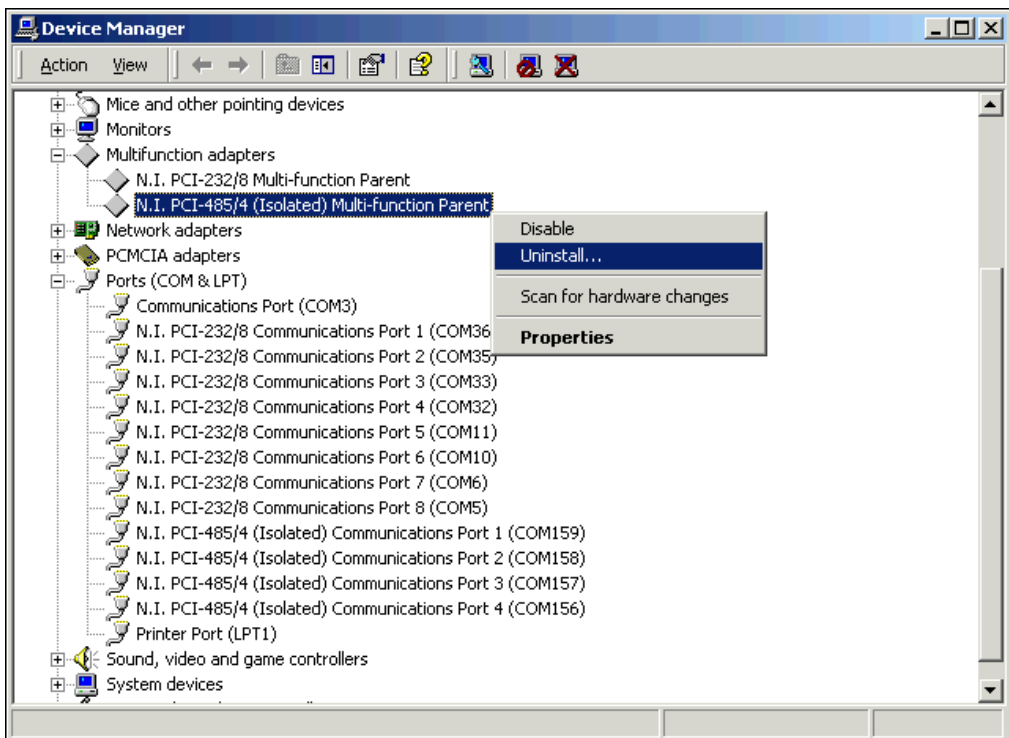 Device Manager
Action View
Mice and other pointing devices
Monitors
Multifunction adapters
N.I. PCI-232/8 Multi-function Parent
N.I. PCI-485/4 (Isolated) Multi-function Parent
Disable
Uninstall...
Scan for hardware changes
Properties
Network adapters
PCMCIA adapters
Ports (COM & LPT)
Communications Port (COM3)
N.I. PCI-232/8 Communications Port 1 (COM36
N.I. PCI-232/8 Communications Port 2 (COM35)
N.I. PCI-232/8 Communications Port 3 (COM33)
N.I. PCI-232/8 Communications Port 4 (COM32)
N.I. PCI-232/8 Communications Port 5 (COM11)
N.I. PCI-232/8 Communications Port 6 (COM10)
N.I. PCI-232/8 Communications Port 7 (COM6)
N.I. PCI-232/8 Communications Port 8 (COM5)
N.I. PCI-485/4 (Isolated) Communications Port 1 (COM159)
N.I. PCI-485/4 (Isolated) Communications Port 2 (COM158)
N.I. PCI-485/4 (Isolated) Communications Port 3 (COM157)
N.I. PCI-485/4 (Isolated) Communications Port 4 (COM156)
Printer Port (LPT1)
Sound, video and game controllers
System devices